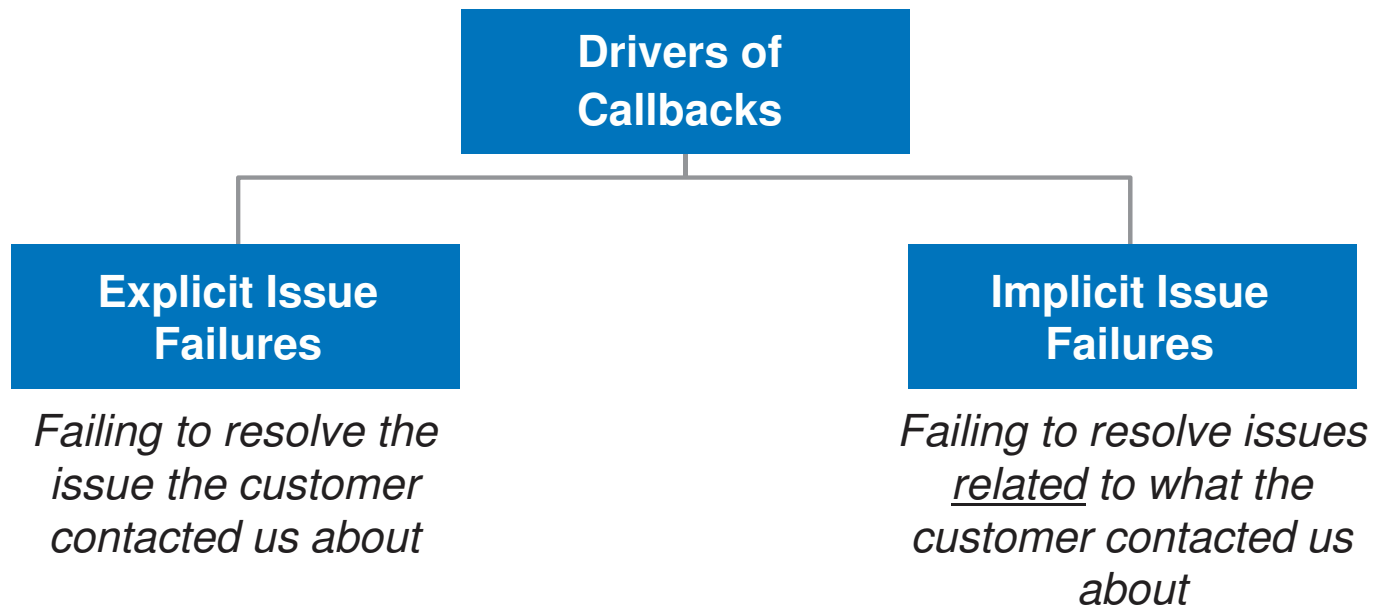 Drivers of
Callbacks
Explicit Issue
Failures
Failing to resolve the
issue the customer
contacted us about
Implicit Issue
Failures
Failing to resolve issues
related to what the
customer contacted us
about